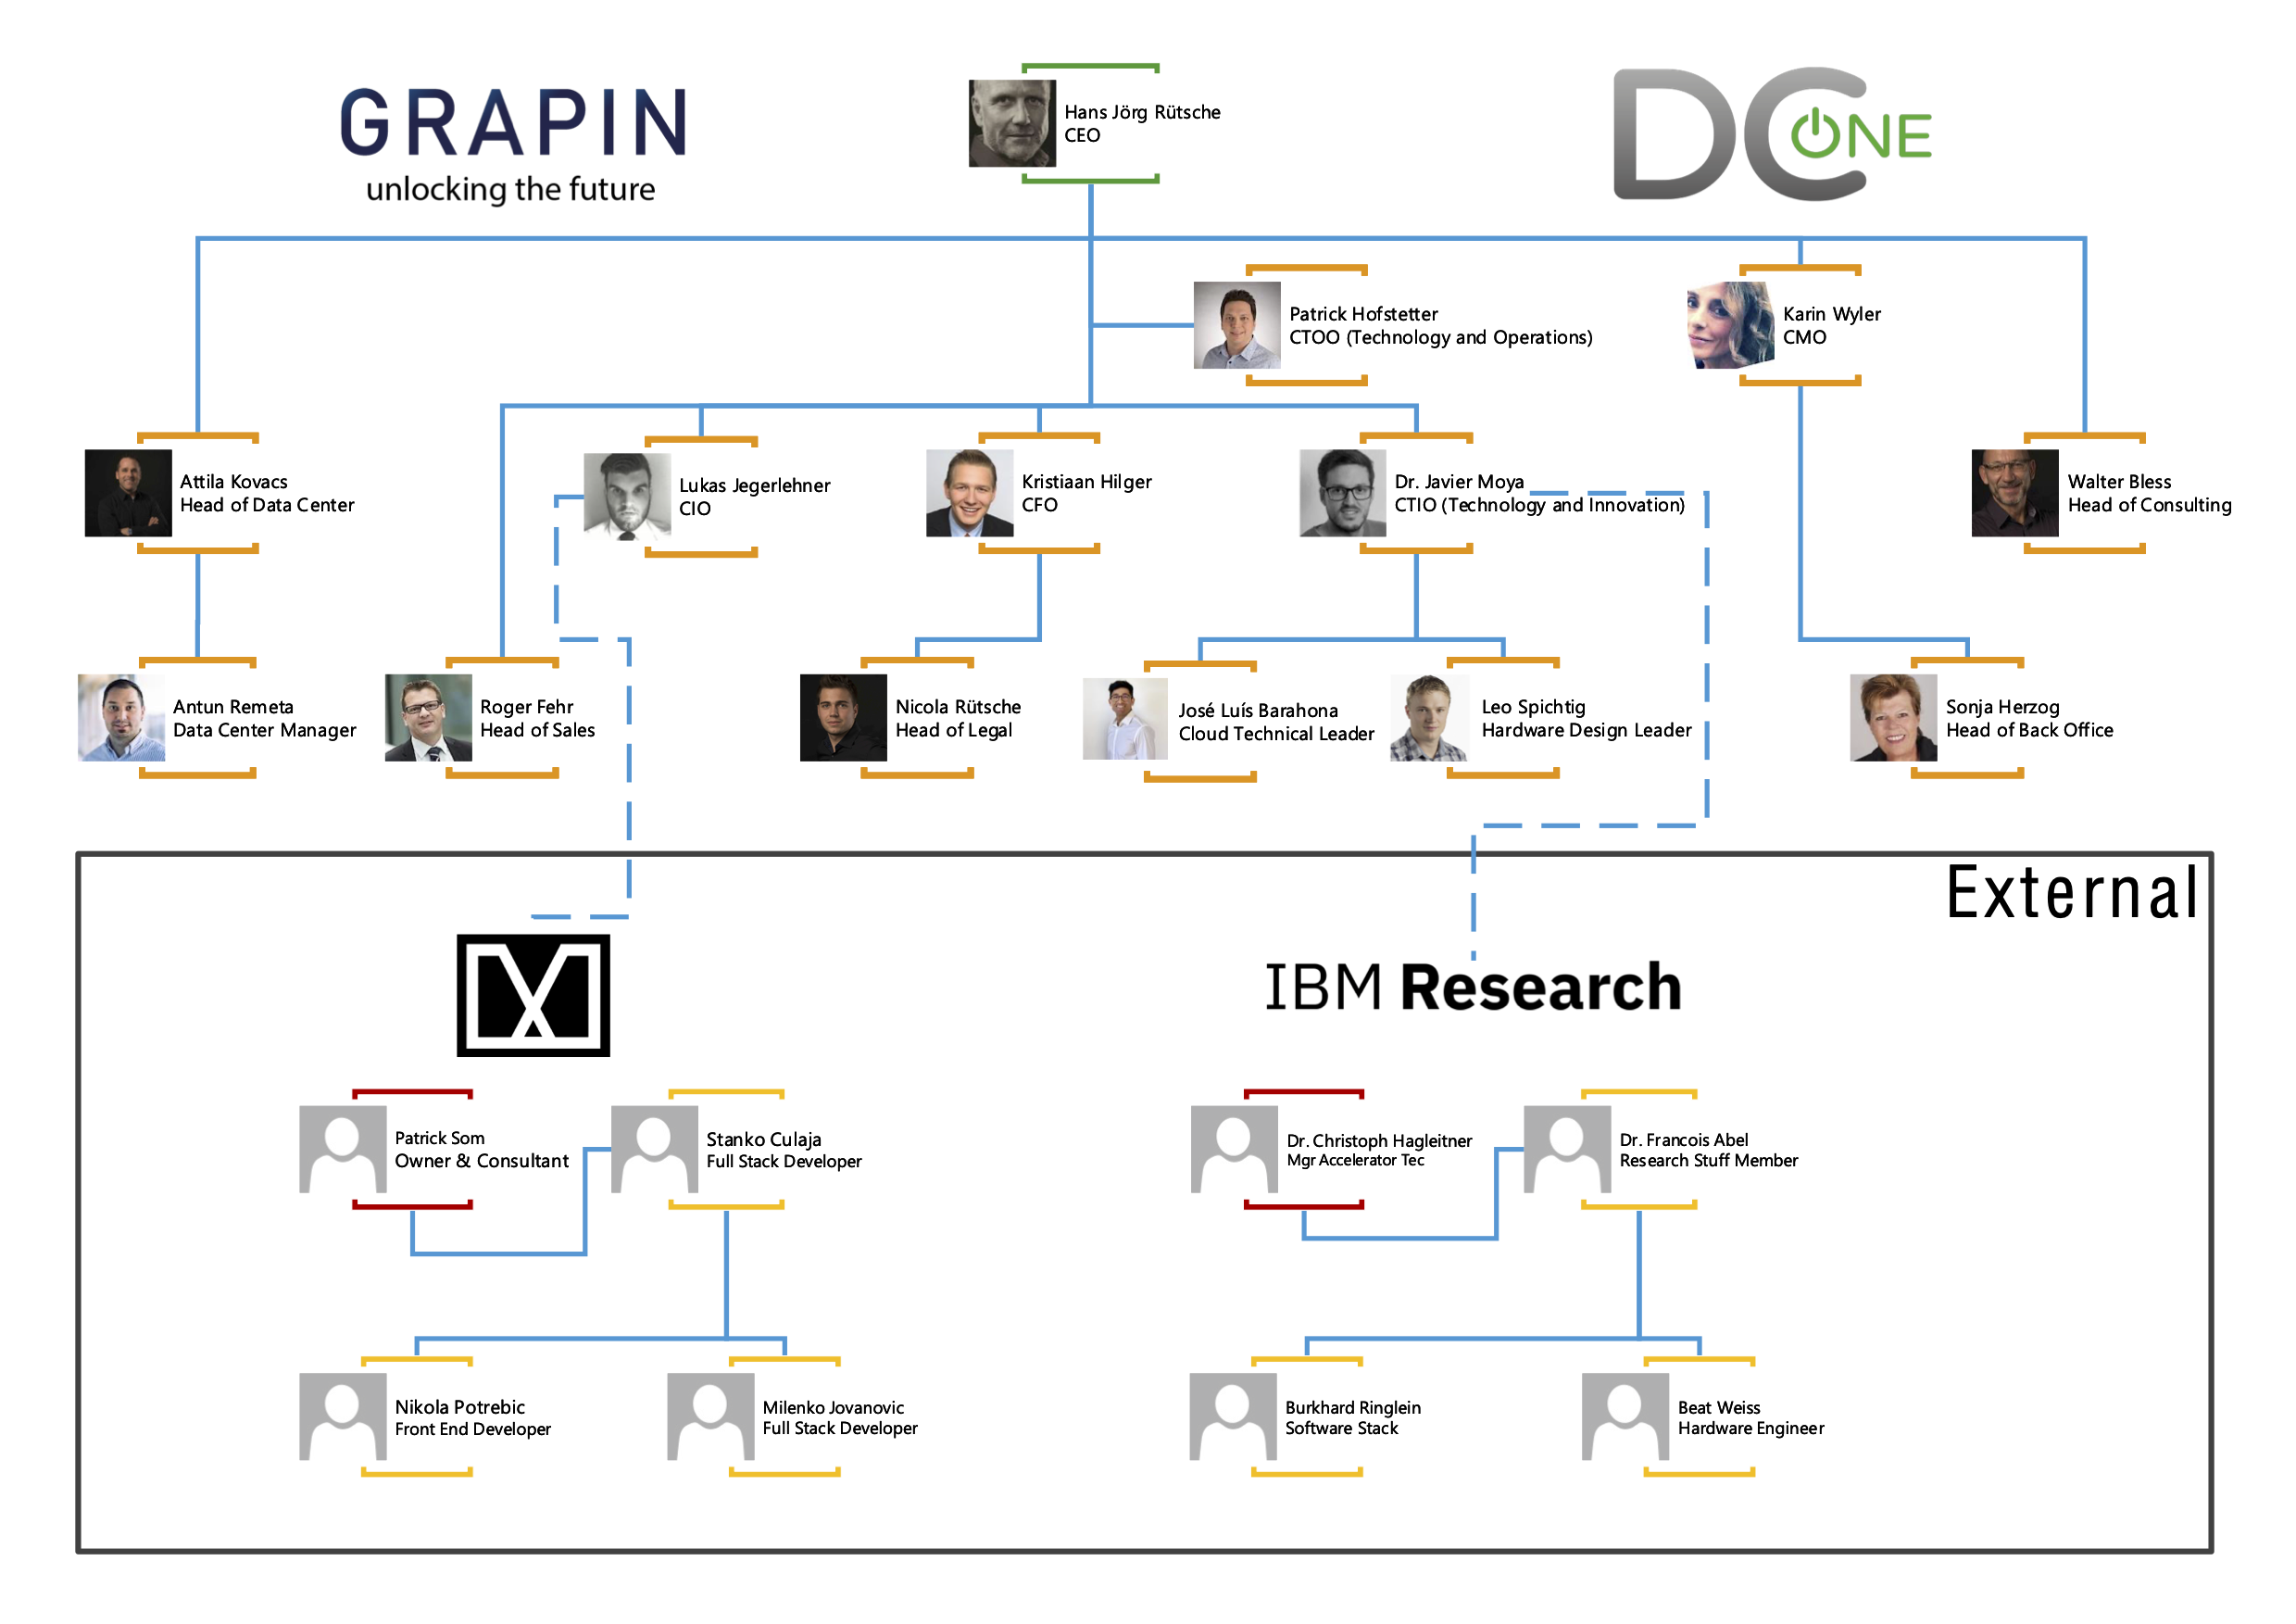 GRAPIN
unlocking the future
Hans Jörg Rütsche
CEO
DC ONE
Patrick Hofstetter
CTOO (Technology and Operations)
Karin Wyler
CMO
Attila Kovacs
Head of Data Center
Lukas Jegerlehner
CIO
Kristiaan Hilger
CFO
Dr. Javier Moya
CTIO (Technology and Innovation)
Walter Bless
Head of Consulting
Antun Remeta
Data Center Manager
Roger Fehr
Head of Sales
Nicola Rütsche
Head of Legal
José Luís Barahona
Cloud Technical Leader
Leo Spichtig
Hardware Design Leader
Sonja Herzog
Head of Back Office
External
IBM Research
Patrick Som
Owner & Consultant
Stanko Culaja
Full Stack Developer
Dr. Christoph Hagleitner
Mgr Accelerator Tec
Dr. Francois Abel
Research Stuff Member
Nikola Potrebic
Front End Developer
Milenko Jovanovic
Full Stack Developer
Burkhard Ringlein
Software Stack
Beat Weiss
Hardware Engineer